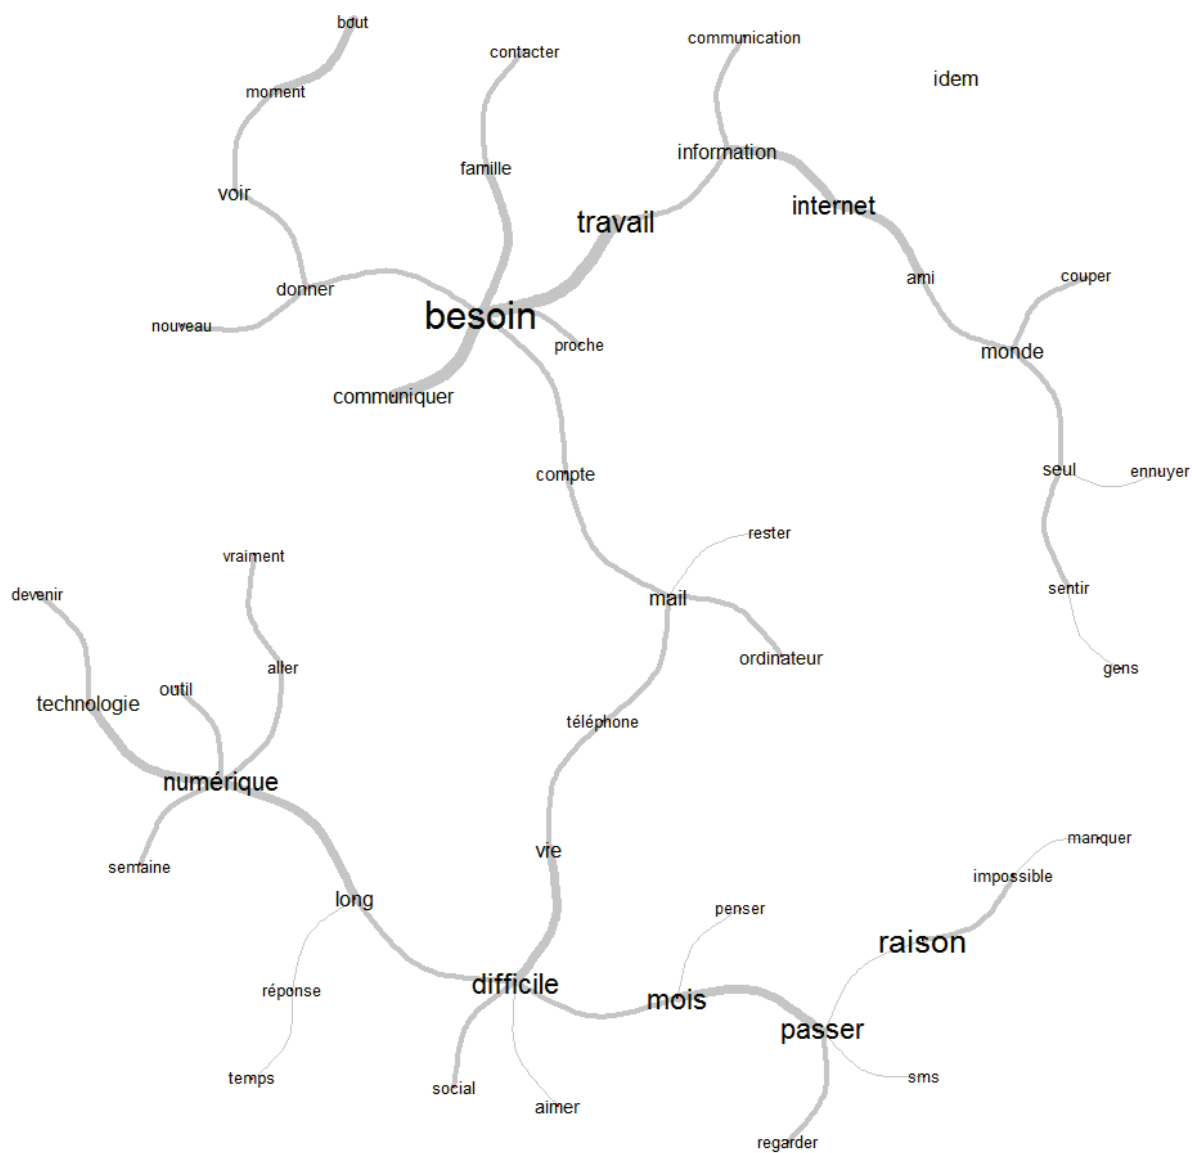 bout
communication
contacter
idem
moment
information
famille
voir
internet
travail
ami
couper
donner
besoin
nouveau
proche
monde
communiquer
seul
ennuyer
compte
rester
vraiment
sentir
devenir
mail
ordinateur
gens
aller
outil
technologie
téléphone
numérique
manquer
vie
semaine
impossible
long
penser
raison
difficile
réponse
mois
passer
sms
temps
social
aimer
regarder